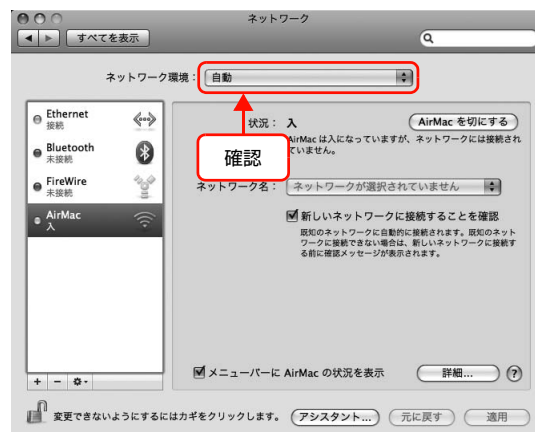 ネットワーク
すべてを表示
ネットワーク環境： 自動
Ethernet
接続
Bluetooth
未接続
FireWire
未接続
AirMac
入
確認
状況： 入
AirMac を切にする
AirMac は入になっていますが、ネットワークには接続され
ていません。
ネットワーク名： ネットワークが選択されていません
新しいネットワークに接続することを確認
既知のネットワークに自動的に接続されます。既知のネット
ワークに接続できない場合は、新しいネットワークに接続す
る前に確認メッセージが表示されます。
メニューバーに AirMac の状況を表示
詳細... ?
+ −
変更できないようにするにはカギをクリックします。
アシスタント... 元に戻す 適用